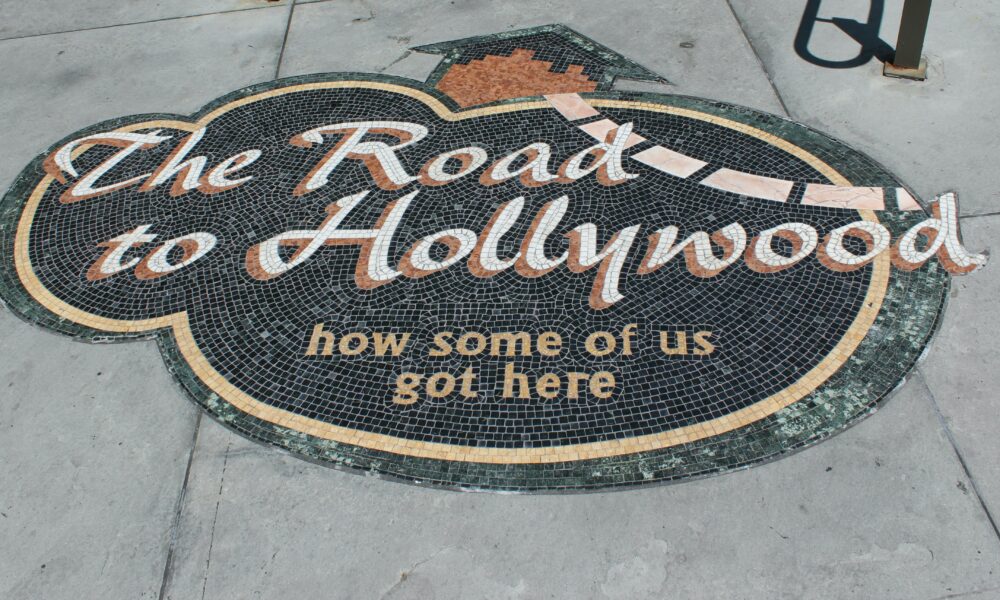 The Road
to Hollywood
how some of us
got here